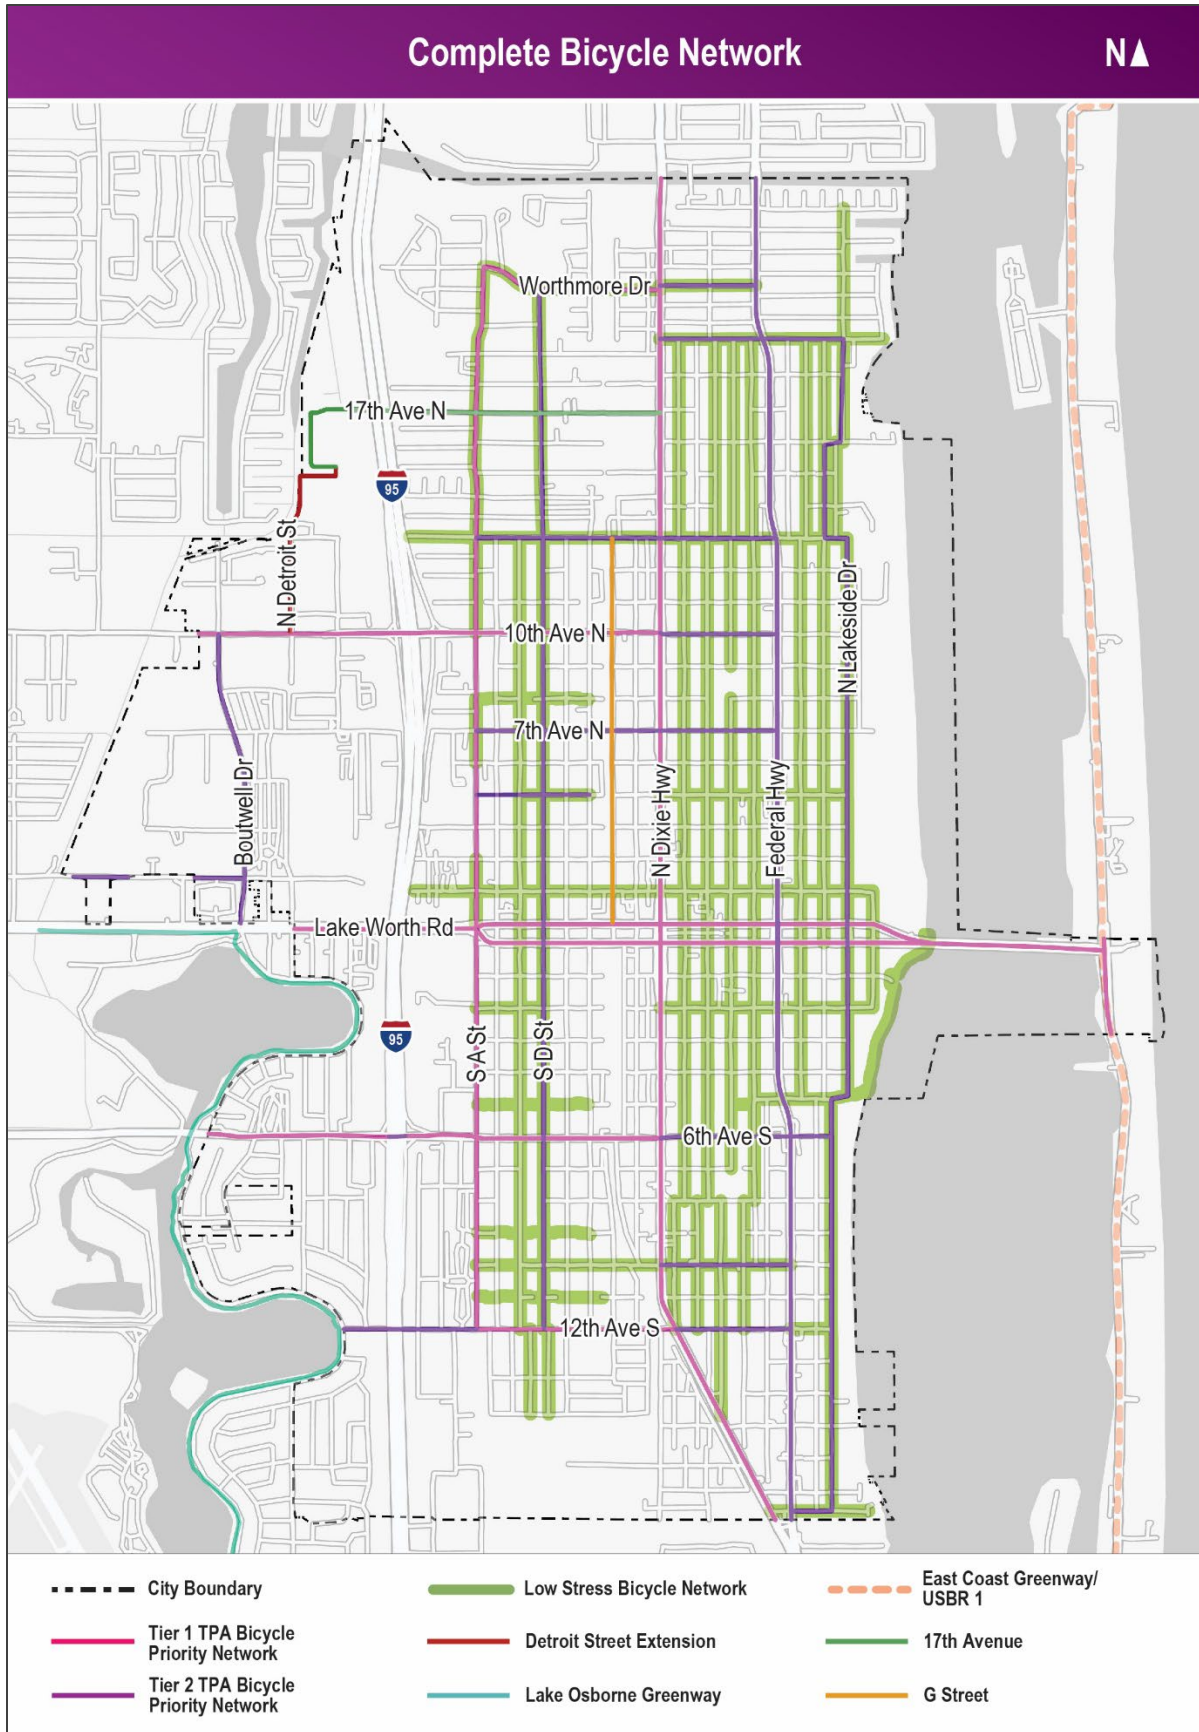 Complete Bicycle Network
N
Worthmore Dr
17th Ave N
95
N Detroit St
10th Ave N
N Lakeside Dr
7th Ave N
Boutwell Dr
N Dixie Hwy
Federal Hwy
Lake Worth Rd
95
S A St
S D St
6th Ave S
12th Ave S
City Boundary
Low Stress Bicycle Network
East Coast Greenway/
USBR 1
Tier 1 TPA Bicycle
Priority Network
Detroit Street Extension
17th Avenue
Tier 2 TPA Bicycle
Priority Network
Lake Osborne Greenway
G Street